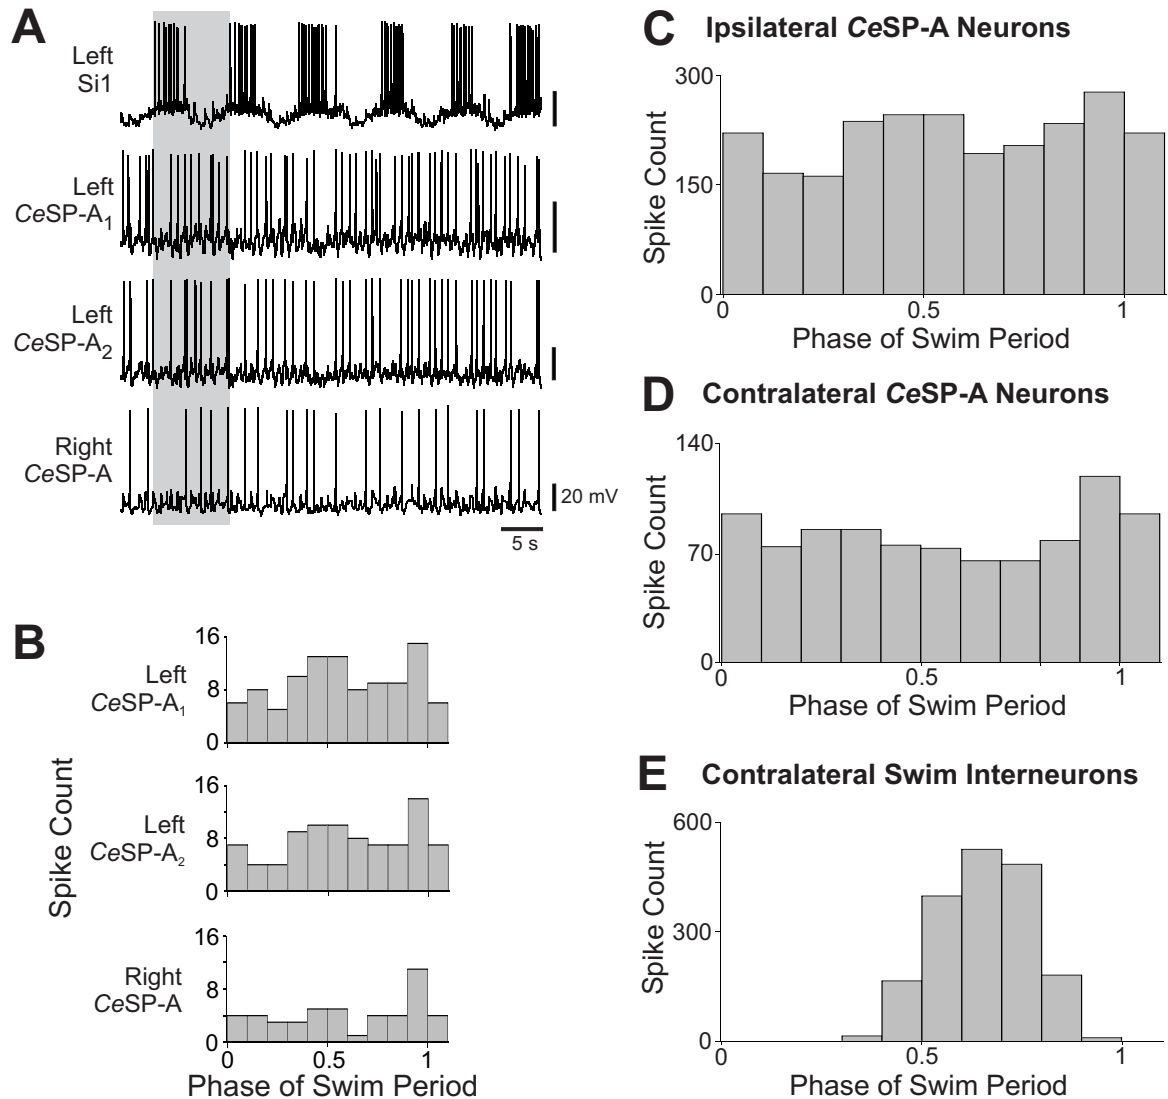 A
Left
Si1
Left
CeSP-A1
Left
CeSP-A2
Right
CeSP-A
20 mV
5 s
B
Spike Count
16
8
0
Left
CeSP-A1
16
8
0
Left
CeSP-A2
16
8
0
Right
CeSP-A
0 0.5 1
Phase of Swim Period
C Ipsilateral CeSP-A Neurons
300
150
0
Spike Count
0 0.5 1
Phase of Swim Period
D Contralateral CeSP-A Neurons
140
70
0
Spike Count
0 0.5 1
Phase of Swim Period
E Contralateral Swim Interneurons
600
300
0
Spike Count
0 0.5 1
Phase of Swim Period